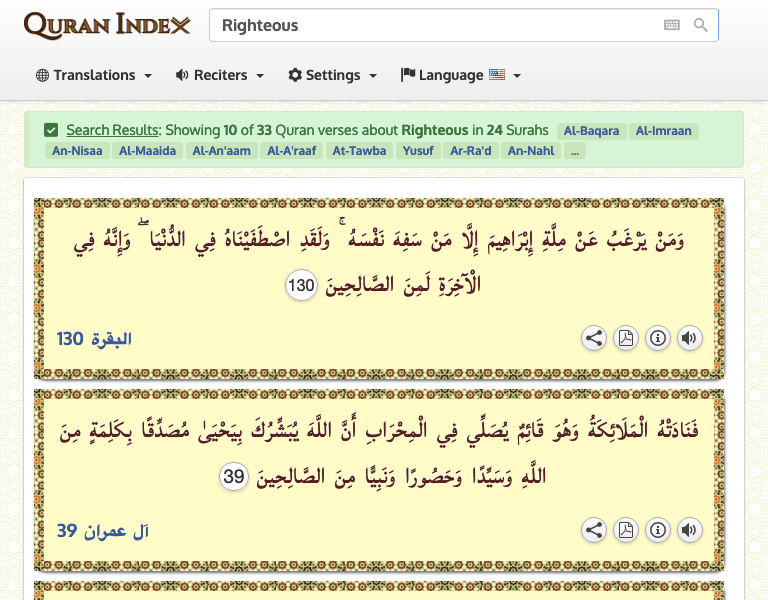 QURAN INDEX
Righteous
Translations
Reciters
Settings
Language
Search Results: Showing 10 of 33 Quran verses about Righteous in 24 Surahs Al-Baqara Al-Imraan
An-Nisaa Al-Maaida Al-An'aam Al-A'raaf At-Tawba Yusuf Ar-Ra'd An-Nahl ...
وَمَنْ يَرْغَبُ عَنْ مِلَّةِ إِبْرَاهِيمَ إِلَّا مَنْ سَفِهَ نَفْسَهُ ۚ وَلَقَدِ اصْطَفَيْنَاهُ فِي الدُّنْيَا ۖ وَإِنَّهُ فِي
الْآخِرَةِ لَمِنَ الصَّالِحِينَ 130
البقرة 130
فَنَادَتْهُ الْمَلَائِكَةُ وَهُوَ قَائِمٌ يُصَلِّي فِي الْمِحْرَابِ أَنَّ اللَّهَ يُبَشِّرُكَ بِيَحْيَىٰ مُصَدِّقًا بِكَلِمَةٍ مِنَ
اللَّهِ وَسَيِّدًا وَحَصُورًا وَنَبِيًّا مِنَ الصَّالِحِينَ 39
آل عمران 39